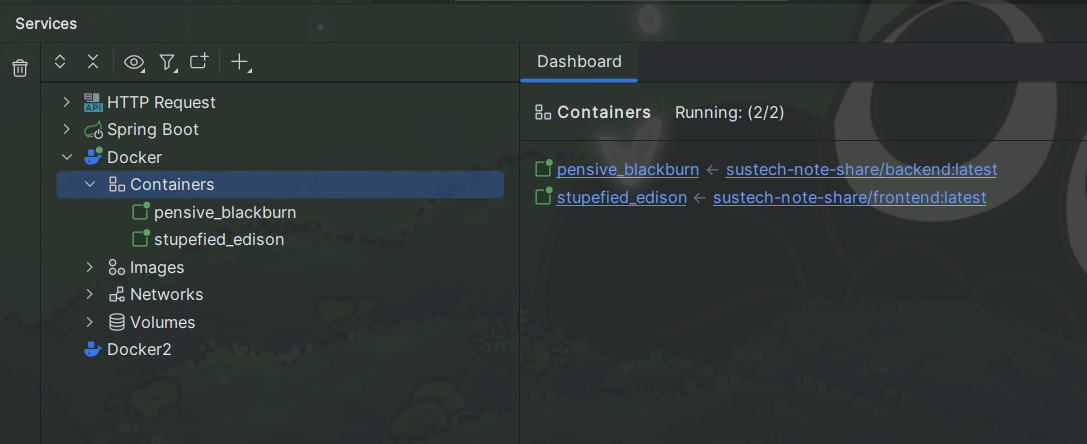 Services
HTTP Request
Spring Boot
Docker
Containers
pensive_blackburn
stupefied_edison
Images
Networks
Volumes
Docker2
Dashboard
Containers Running: (2/2)
pensive_blackburn ← sustech-note-share/backend:latest
stupefied_edison ← sustech-note-share/frontend:latest
API